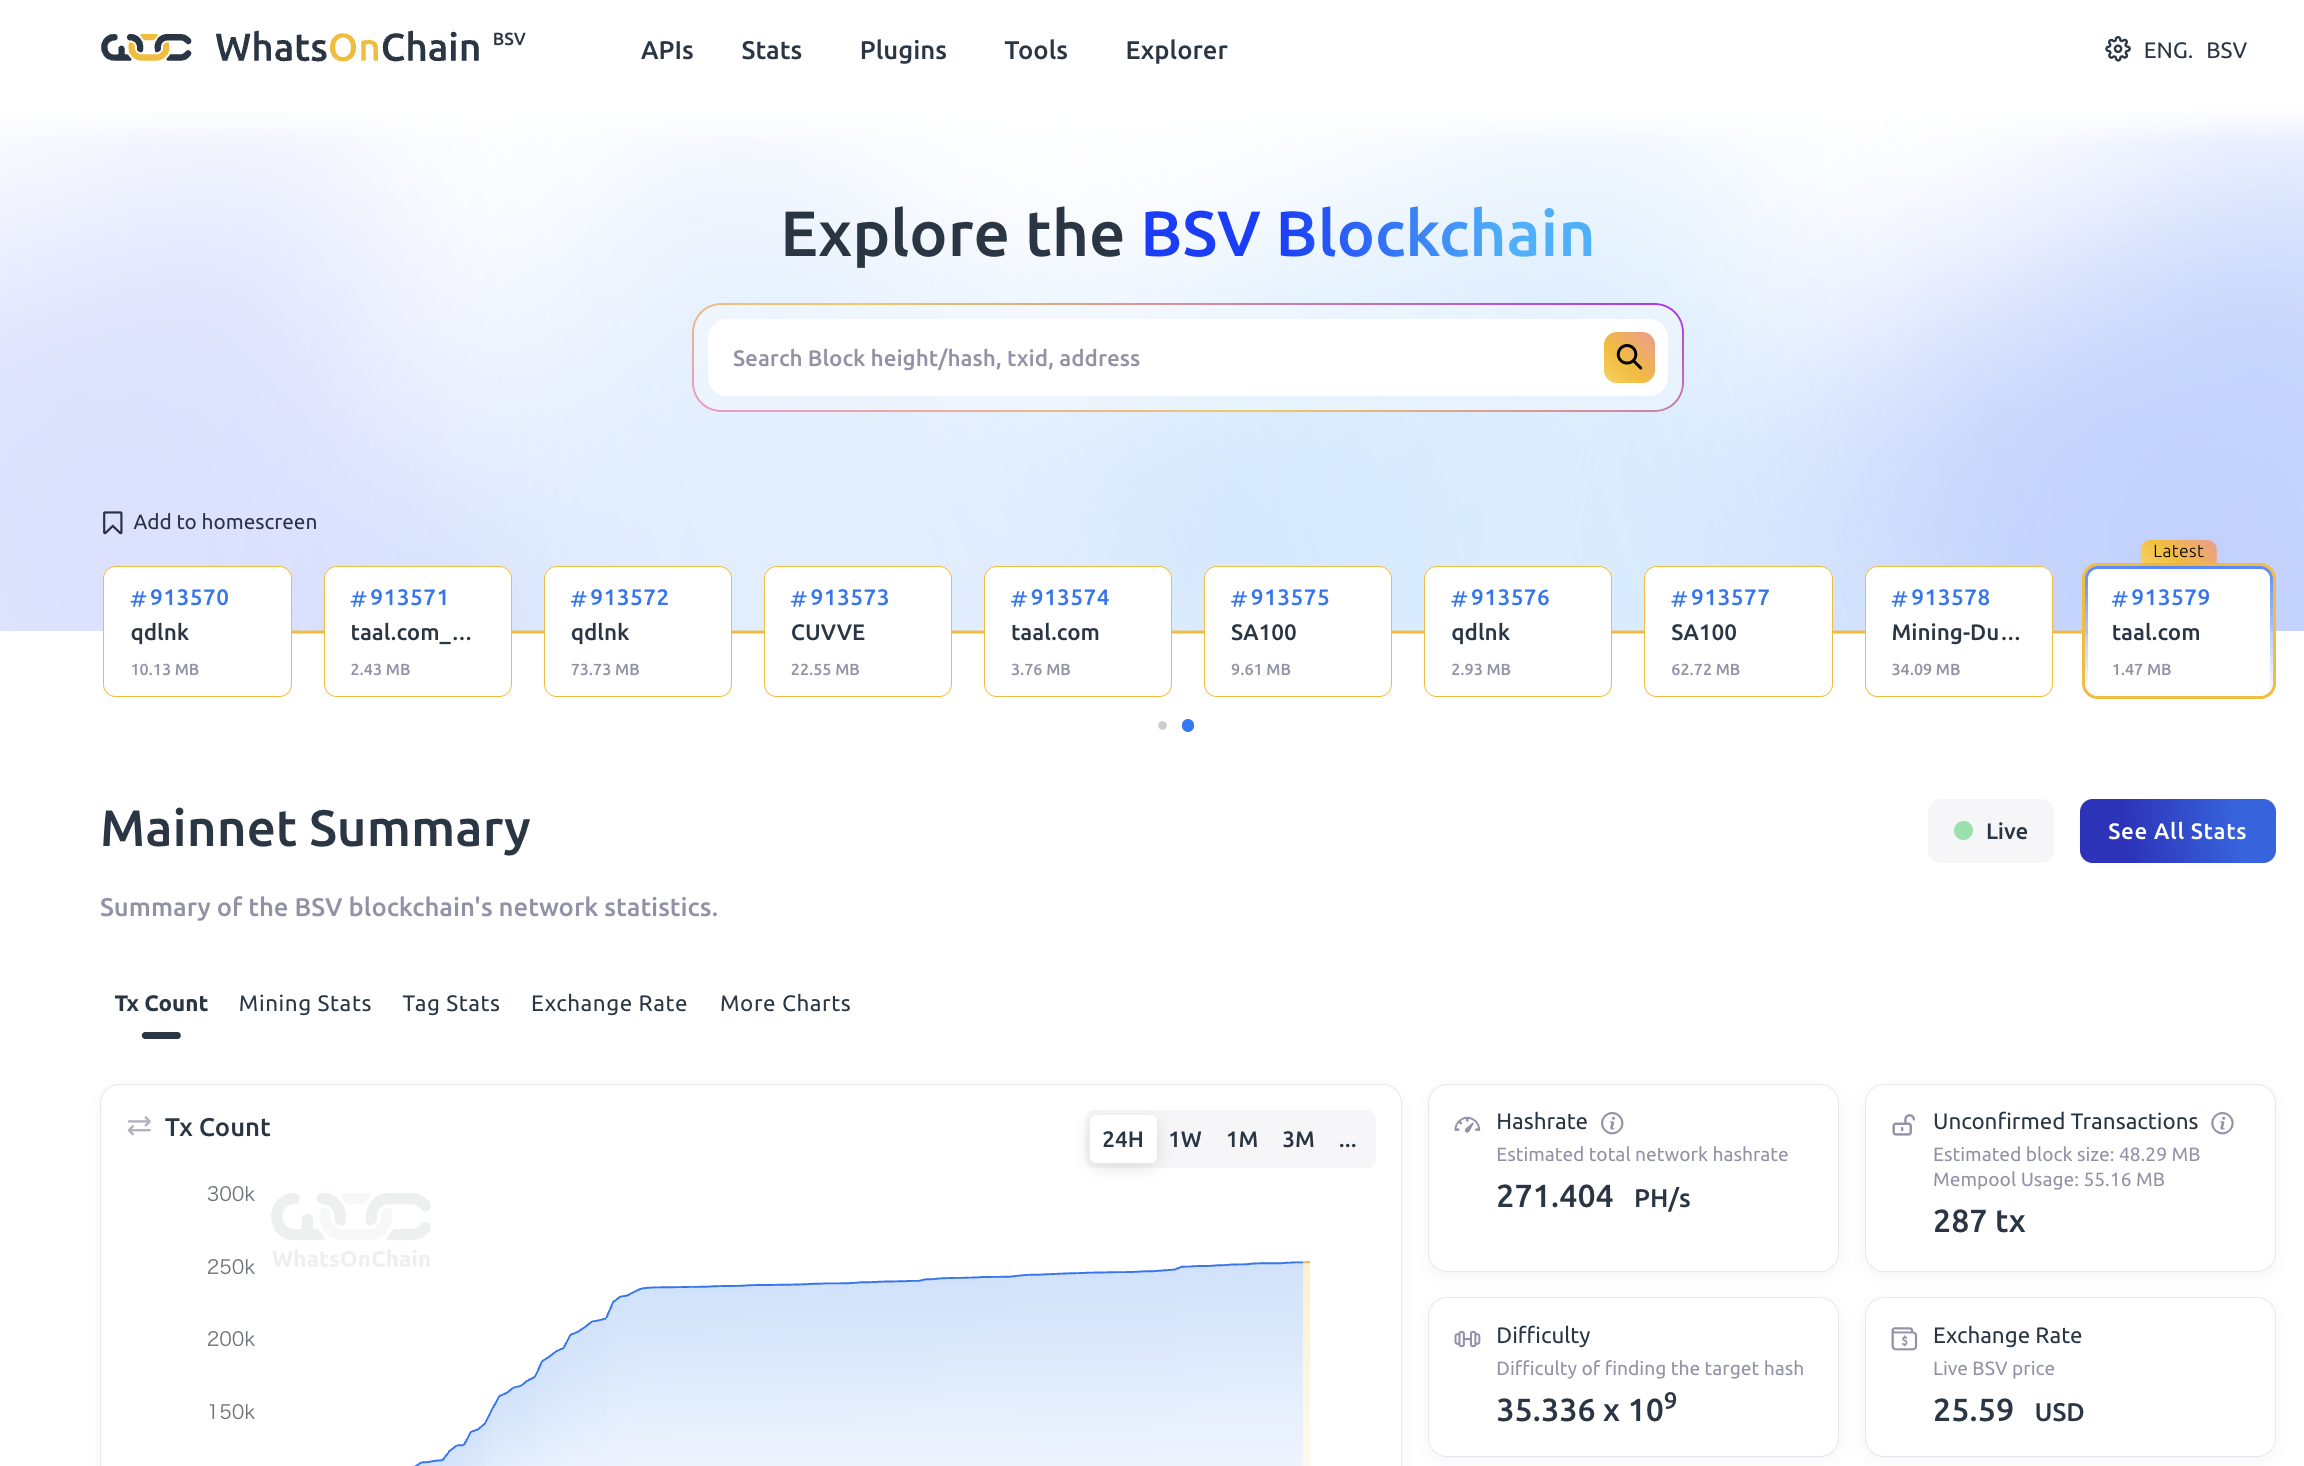 WhatsOnChain BSV
APIs Stats Plugins Tools Explorer
ENG. BSV
Explore the BSV Blockchain
Search Block height/hash, txid, address
Add to homescreen
Latest
#913570 #913571 #913572 #913573 #913574 #913575 #913576 #913577 #913578 #913579
qdlnk taal.com_... qdlnk CUVVE taal.com SA100 qdlnk SA100 Mining-Du... taal.com
10.13 MB 2.43 MB 73.73 MB 22.55 MB 3.76 MB 9.61 MB 2.93 MB 62.72 MB 34.09 MB 1.47 MB
Mainnet Summary
Live
See All Stats
Summary of the BSV blockchain's network statistics.
Tx Count Mining Stats Tag Stats Exchange Rate More Charts
Tx Count
24H 1W 1M 3M ...
300k
WhatsOnChain
250k
200k
150k
Hashrate
Estimated total network hashrate
271.404 PH/s
Unconfirmed Transactions
Estimated block size: 48.29 MB
Mempool Usage: 55.16 MB
287 tx
Difficulty
Difficulty of finding the target hash
35.336 x 10⁹
Exchange Rate
Live BSV price
25.59 USD